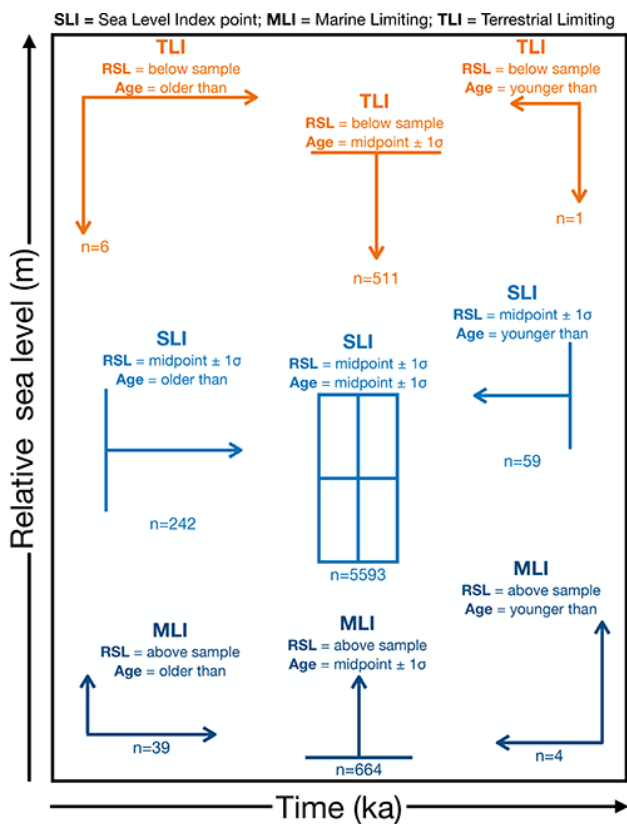 SLI = Sea Level Index point; MLI = Marine Limiting; TLI = Terrestrial Limiting
TLI
RSL = below sample
Age = older than
n=6
TLI
RSL = below sample
Age = midpoint ± 1σ
n=511
TLI
RSL = below sample
Age = younger than
n=1
SLI
RSL = midpoint ± 1σ
Age = older than
n=242
SLI
RSL = midpoint ± 1σ
Age = midpoint ± 1σ
n=5593
SLI
RSL = midpoint ± 1σ
Age = younger than
n=59
MLI
RSL = above sample
Age = older than
n=39
MLI
RSL = above sample
Age = midpoint ± 1σ
n=664
MLI
RSL = above sample
Age = younger than
n=4
Relative sea level (m)
Time (ka)